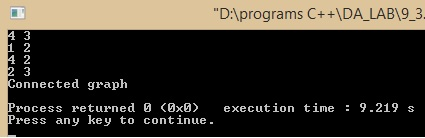 "D:\programs C++\DA_LAB\9_3.
4 3
1 2
4 2
2 3
Connected graph
Process returned 0 (0x0)   execution time : 9.219 s
Press any key to continue.